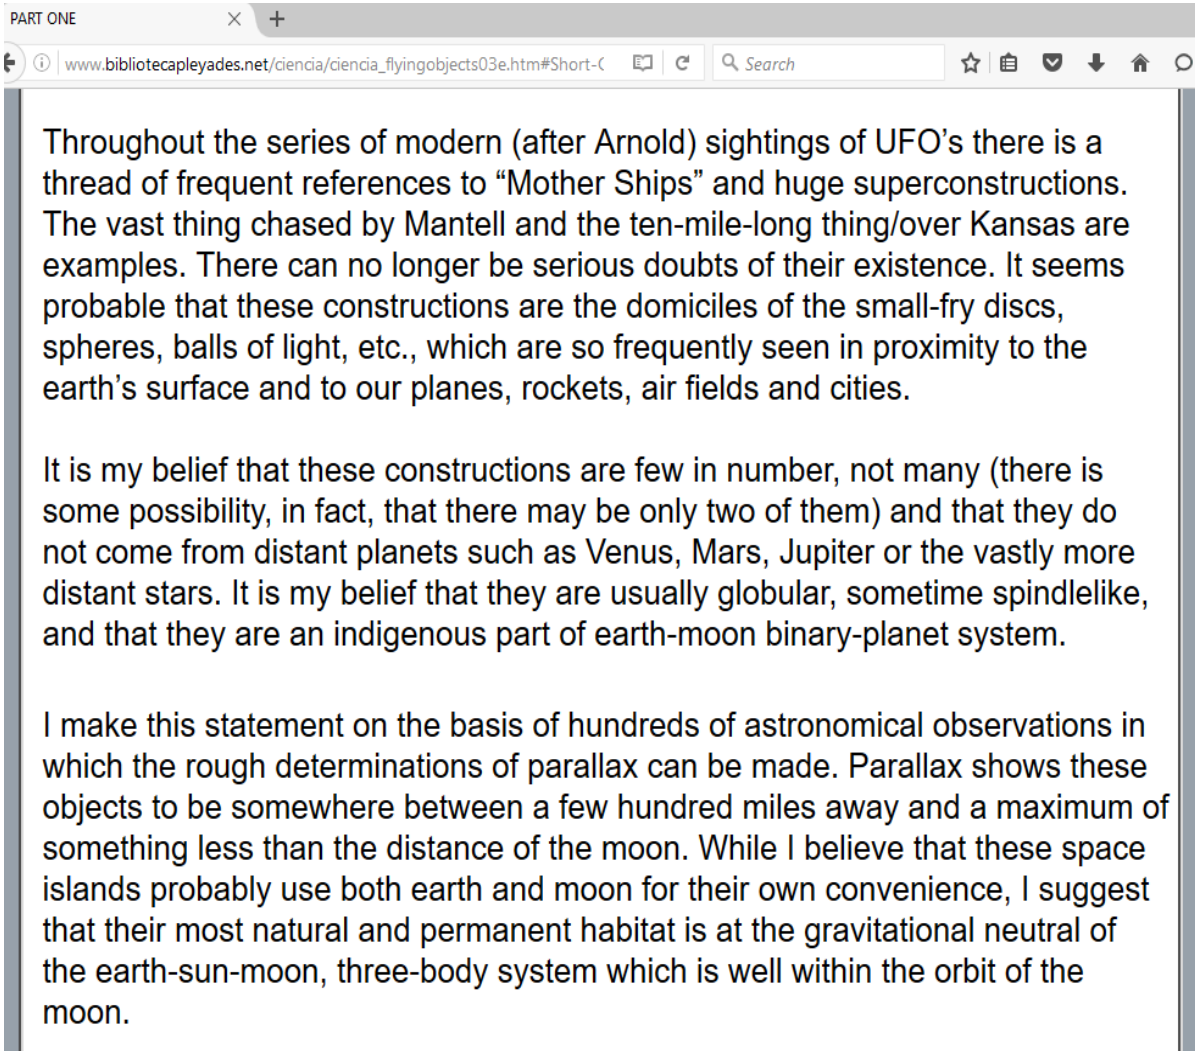 PART ONE
www.bibliotecapleyades.net/ciencia/ciencia_flyingobjects03e.htm#Short-(
Search
Throughout the series of modern (after Arnold) sightings of UFO’s there is a
thread of frequent references to “Mother Ships” and huge superconstructions.
The vast thing chased by Mantell and the ten-mile-long thing/over Kansas are
examples. There can no longer be serious doubts of their existence. It seems
probable that these constructions are the domiciles of the small-fry discs,
spheres, balls of light, etc., which are so frequently seen in proximity to the
earth’s surface and to our planes, rockets, air fields and cities.
It is my belief that these constructions are few in number, not many (there is
some possibility, in fact, that there may be only two of them) and that they do
not come from distant planets such as Venus, Mars, Jupiter or the vastly more
distant stars. It is my belief that they are usually globular, sometime spindlelike,
and that they are an indigenous part of earth-moon binary-planet system.
I make this statement on the basis of hundreds of astronomical observations in
which the rough determinations of parallax can be made. Parallax shows these
objects to be somewhere between a few hundred miles away and a maximum of
something less than the distance of the moon. While I believe that these space
islands probably use both earth and moon for their own convenience, I suggest
that their most natural and permanent habitat is at the gravitational neutral of
the earth-sun-moon, three-body system which is well within the orbit of the
moon.